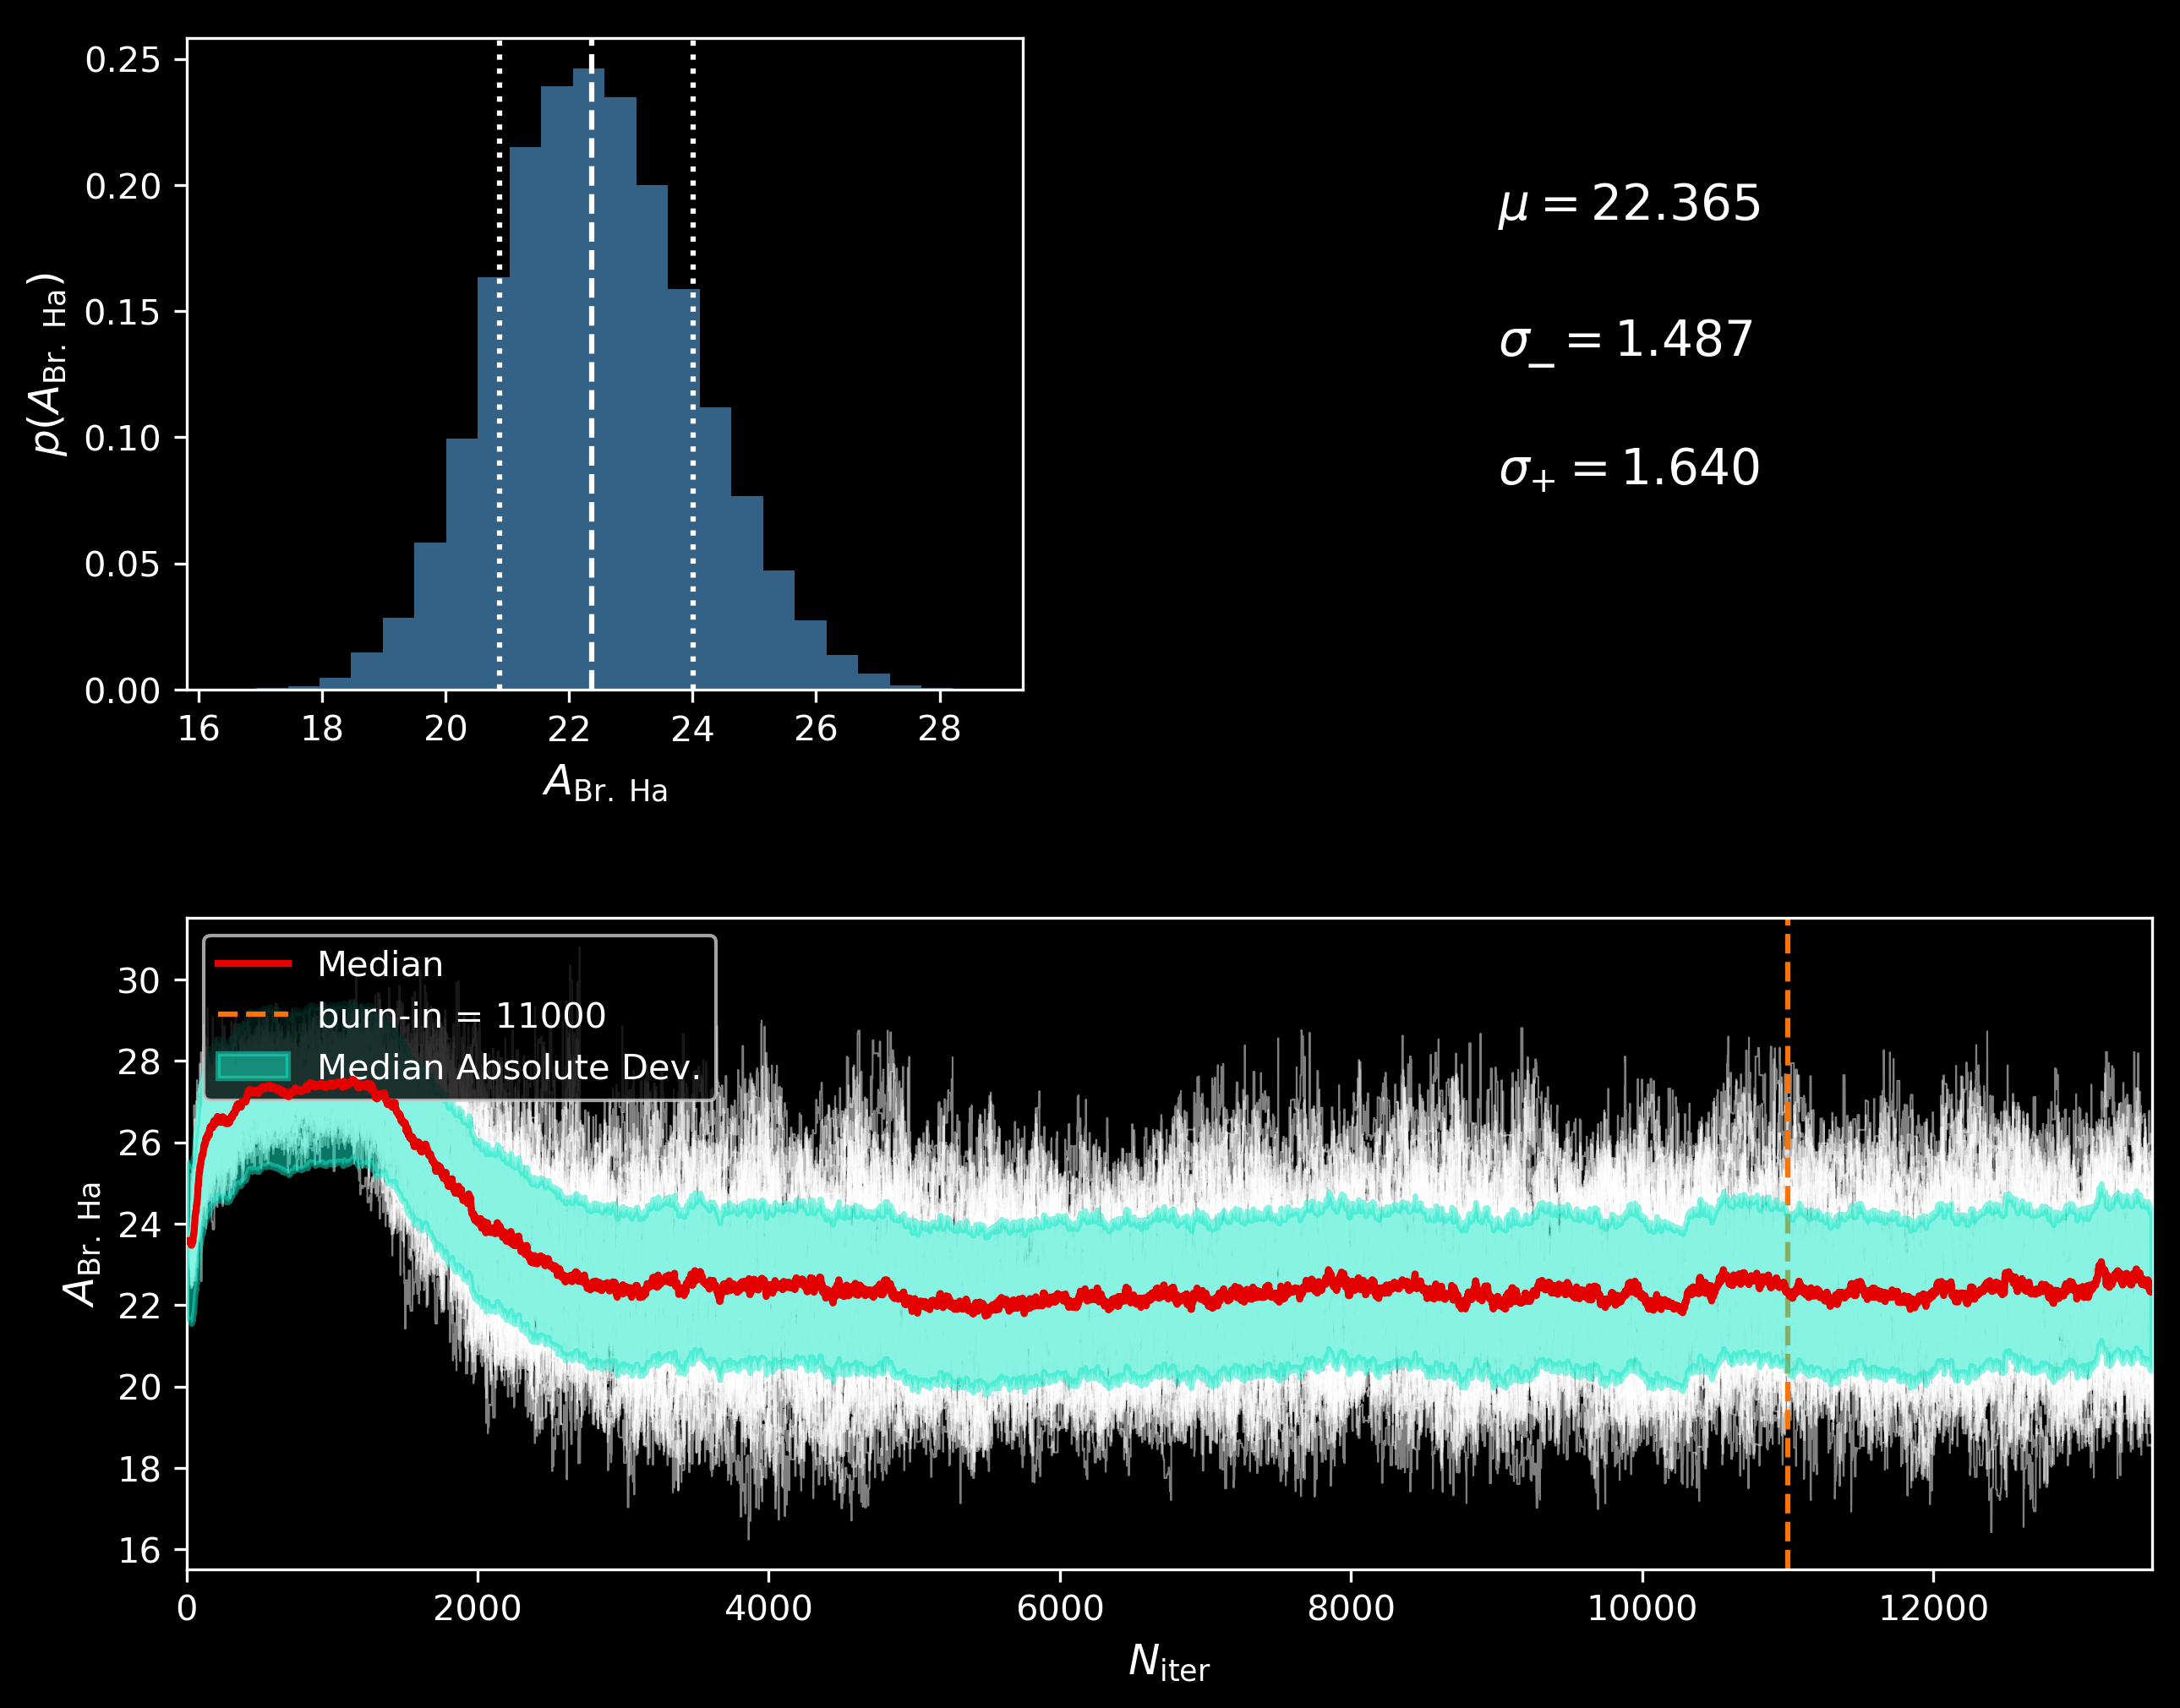 0.25
0.20
0.15
0.10
0.05
0.00
p(A_Br. Ha)
16 18 20 22 24 26 28
A_Br. Ha
μ = 22.365
σ_− = 1.487
σ_+ = 1.640
Median
burn-in = 11000
Median Absolute Dev.
30
28
26
24
22
20
18
16
A_Br. Ha
0 2000 4000 6000 8000 10000 12000
N_iter